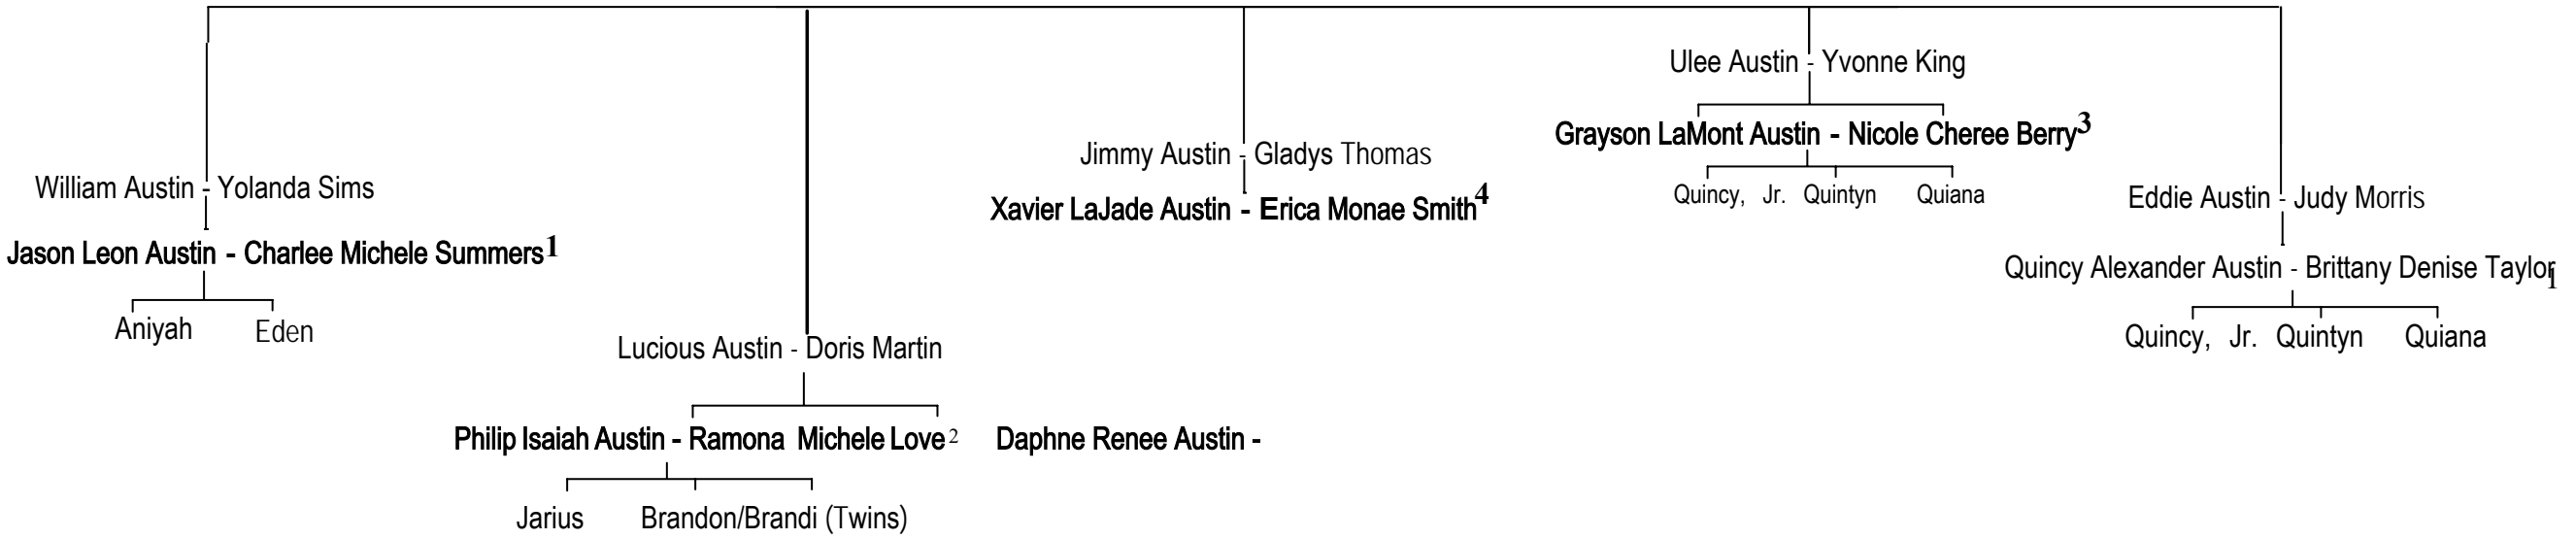 Ulee Austin - Yvonne King
Grayson LaMont Austin - Nicole Cheree Berry3
Quincy, Jr. Quintyn Quiana
Jimmy Austin - Gladys Thomas
Xavier LaJade Austin - Erica Monae Smith4
William Austin - Yolanda Sims
Jason Leon Austin - Charlee Michele Summers1
Aniyah Eden
Eddie Austin - Judy Morris
Quincy Alexander Austin - Brittany Denise Taylor1
Quincy, Jr. Quintyn Quiana
Lucious Austin - Doris Martin
Philip Isaiah Austin - Ramona Michele Love2 Daphne Renee Austin -
Jarius Brandon/Brandi (Twins)